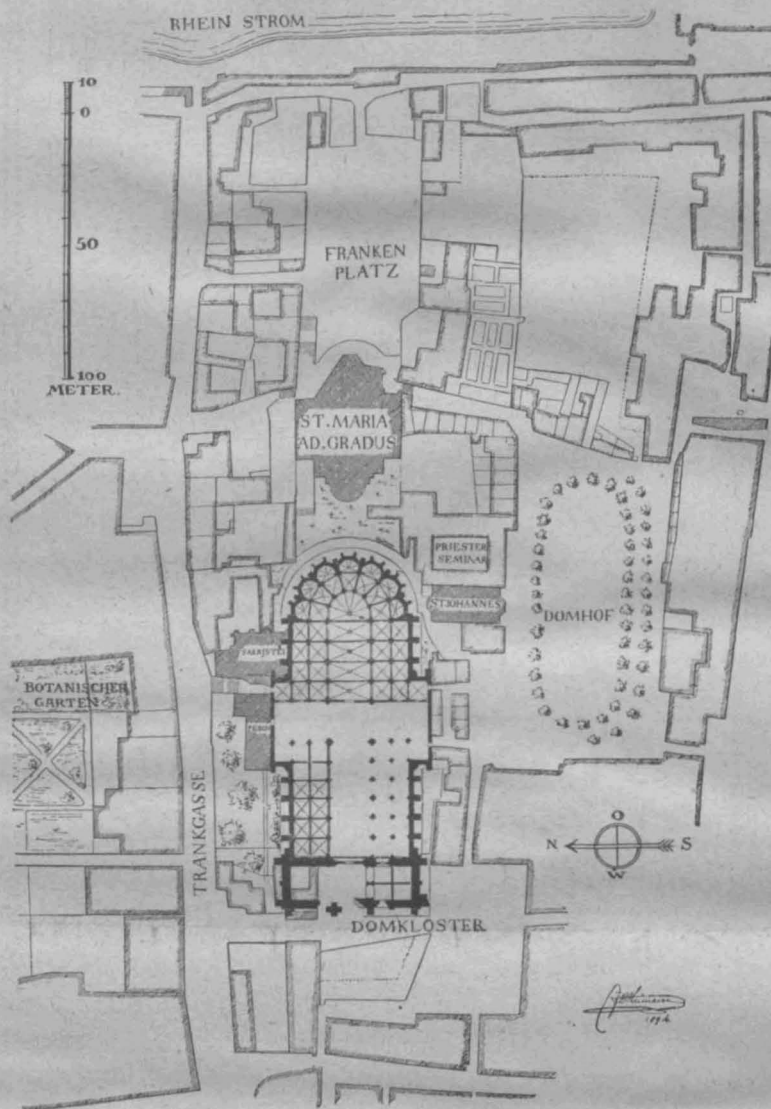 RHEIN STROM
10
0
50
100
METER.
FRANKEN
PLATZ
ST. MARIA
AD. GRADUS
PRIESTER
SEMINAR
ST JOHANNES
DOMHOF
BOTANISCHER
GARTEN
TRANKGASSE
O
N
S
W
DOMKLOSTER